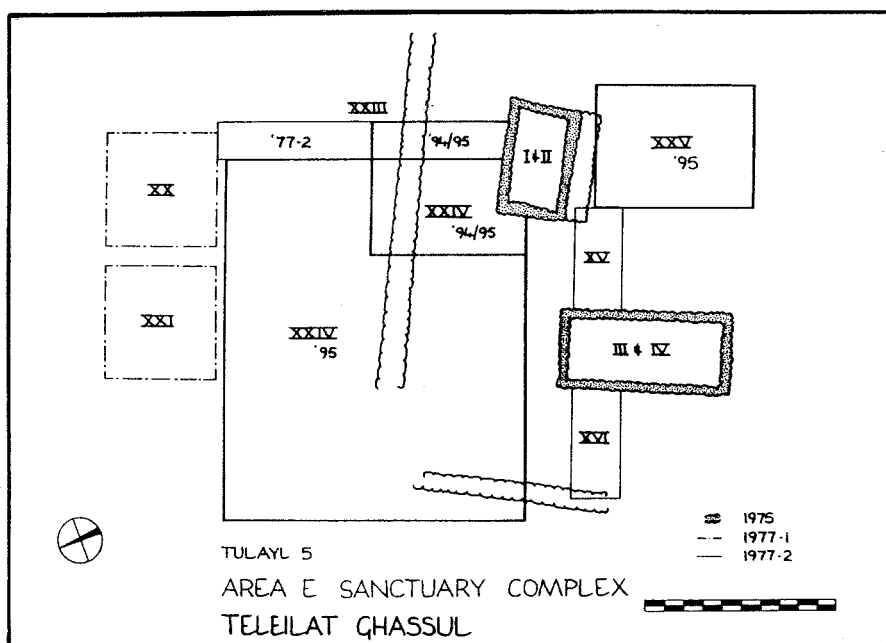 XXIII
'77-2
'94/95
I & II
XXV
'95
XX
XXIV
'94/95
XV
XXI
XXIV
'95
III & IV
XVI
1975
1977-1
1977-2
TULAYL 5
AREA E SANCTUARY COMPLEX
TELEILAT GHASSUL